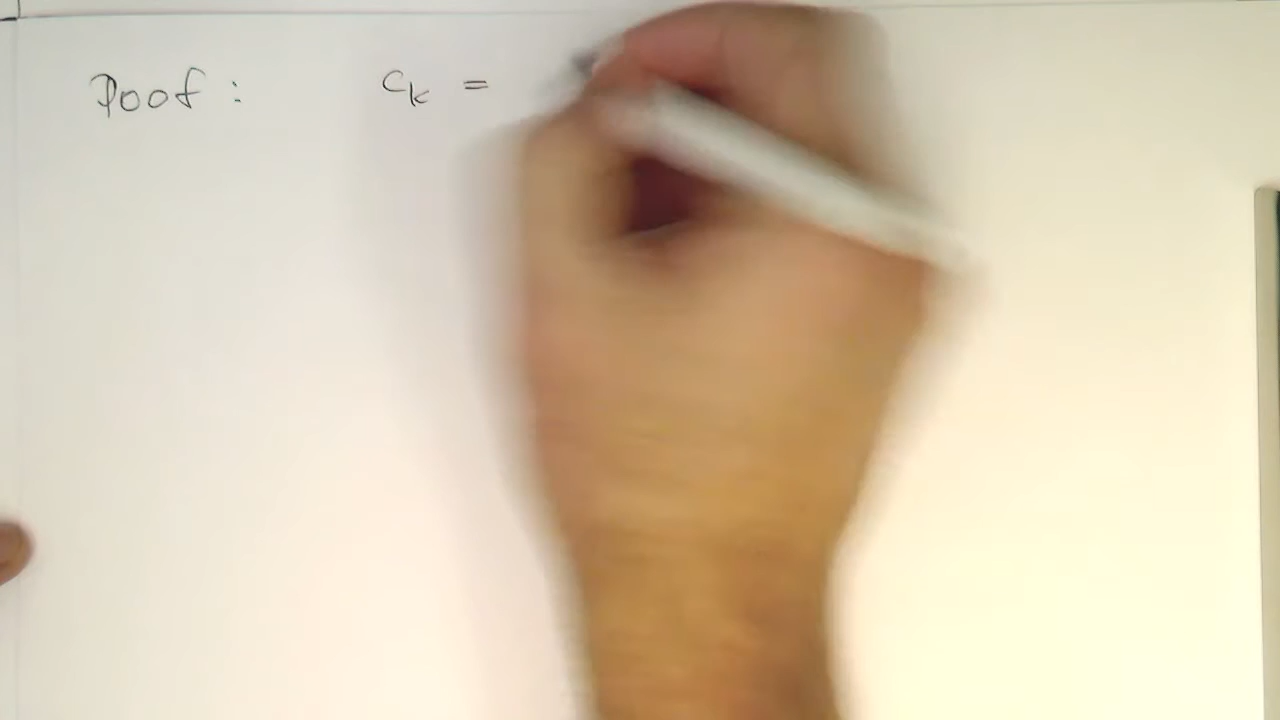 Poof : c_k =